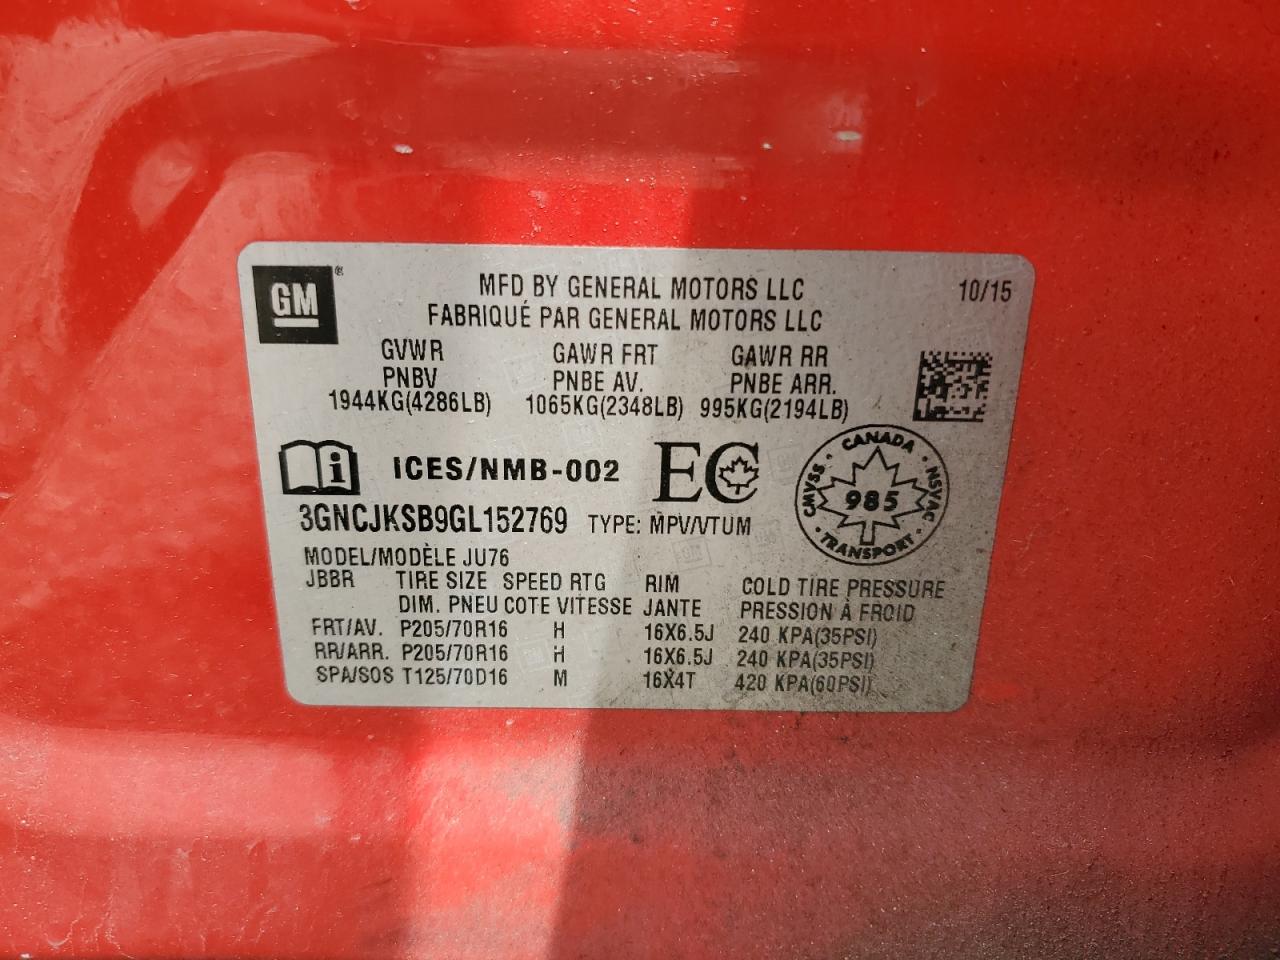 GM®
MFD BY GENERAL MOTORS LLC 10/15
FABRIQUÉ PAR GENERAL MOTORS LLC
GVWR GAWR FRT GAWR RR
PNBV PNBE AV. PNBE ARR.
1944KG(4286LB) 1065KG(2348LB) 995KG(2194LB)
i ICES/NMB-002 EC
CANADA
CMVSS · 985 · NSVAC
TRANSPORT
3GNCJKSB9GL152769 TYPE: MPV/VTUM
MODEL/MODÈLE JU76
JBBR TIRE SIZE SPEED RTG RIM COLD TIRE PRESSURE
DIM. PNEU COTE VITESSE JANTE PRESSION À FROID
FRT/AV. P205/70R16 H 16X6.5J 240 KPA(35PSI)
RR/ARR. P205/70R16 H 16X6.5J 240 KPA(35PSI)
SPA/SOS T125/70D16 M 16X4T 420 KPA(60PSI)